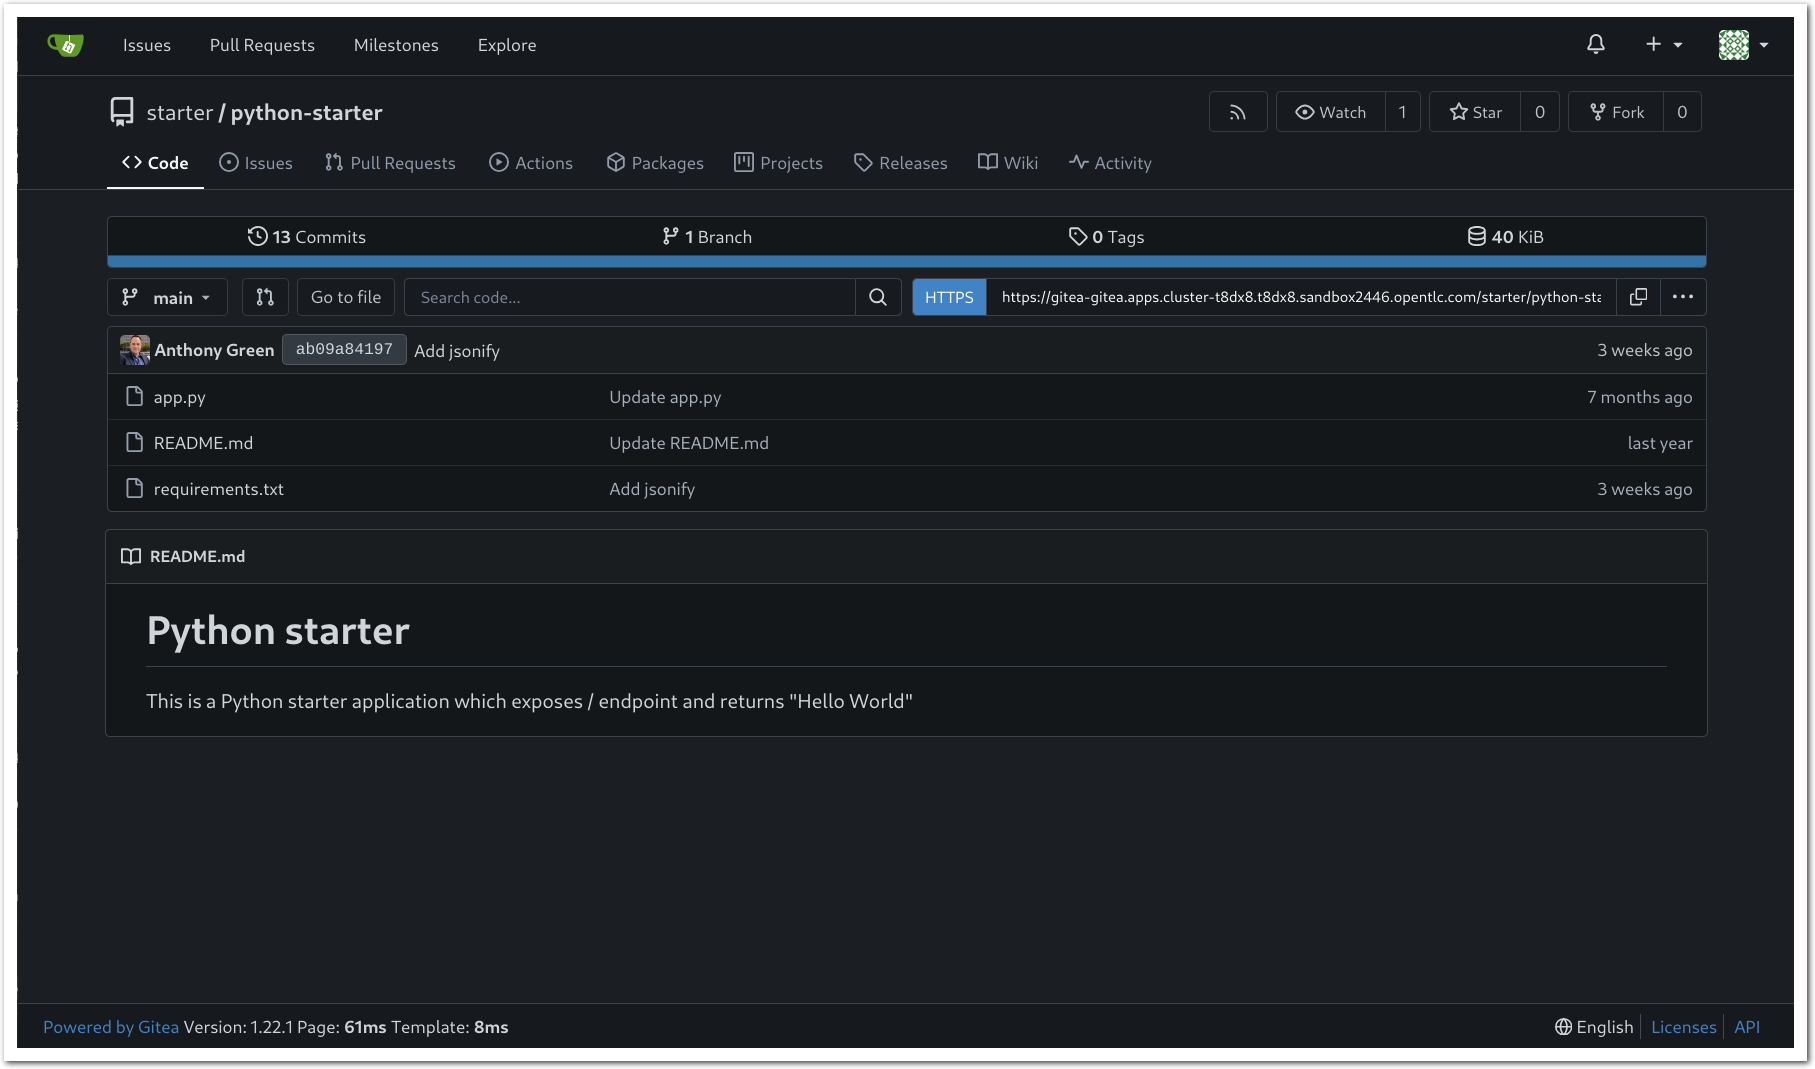 Issues Pull Requests Milestones Explore
starter / python-starter Watch 1 Star 0 Fork 0
Code Issues Pull Requests Actions Packages Projects Releases Wiki Activity
13 Commits 1 Branch 0 Tags 40 KiB
main Go to file Search code... HTTPS https://gitea-gitea.apps.cluster-t8dx8.t8dx8.sandbox2446.opentlc.com/starter/python-sta
Anthony Green ab09a84197 Add jsonify 3 weeks ago
app.py Update app.py 7 months ago
README.md Update README.md last year
requirements.txt Add jsonify 3 weeks ago
README.md
Python starter
This is a Python starter application which exposes / endpoint and returns "Hello World"
Powered by Gitea Version: 1.22.1 Page: 61ms Template: 8ms English Licenses API